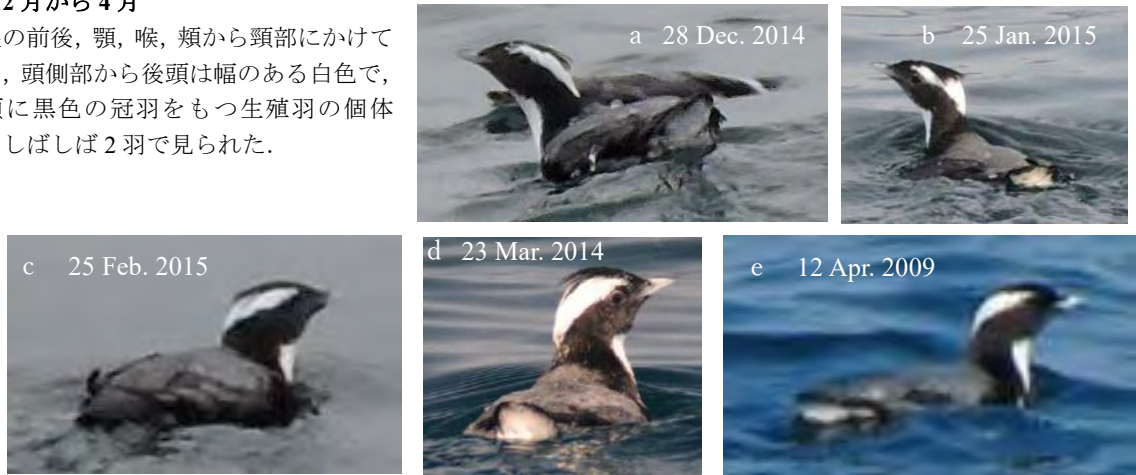 2 月から 4 月
の前後, 顎, 喉, 頬から頸部にかけて
, 頭側部から後頭は幅のある白色で,
に黒色の冠羽をもつ生殖羽の個体
しばしば 2 羽で見られた.
a 28 Dec. 2014
b 25 Jan. 2015
c 25 Feb. 2015
d 23 Mar. 2014
e 12 Apr. 2009